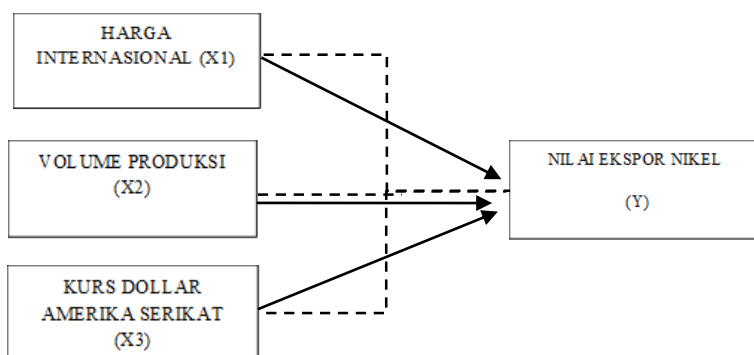 HARGA
INTERNASIONAL (X1)
VOLUME PRODUKSI
(X2)
NILAI EKSPOR NIKEL
(Y)
KURS DOLLAR
AMERIKA SERIKAT
(X3)